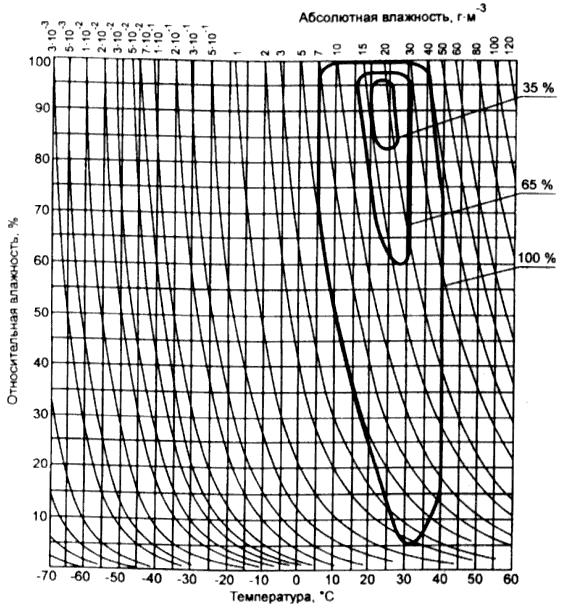 Абсолютная влажность, г·м⁻³
3·10⁻³ 5·10⁻³ 1·10⁻² 2·10⁻² 3·10⁻² 5·10⁻² 7·10⁻² 1·10⁻¹ 2·10⁻¹ 3·10⁻¹ 5·10⁻¹ 1 2 3 5 7 10 15 20 30 40 50 60 80 100 120
100
90
80
70
60
50
40
30
20
10
Относительная влажность, %
35 %
65 %
100 %
-70 -60 -50 -40 -30 -20 -10 0 10 20 30 40 50 60
Температура, °С